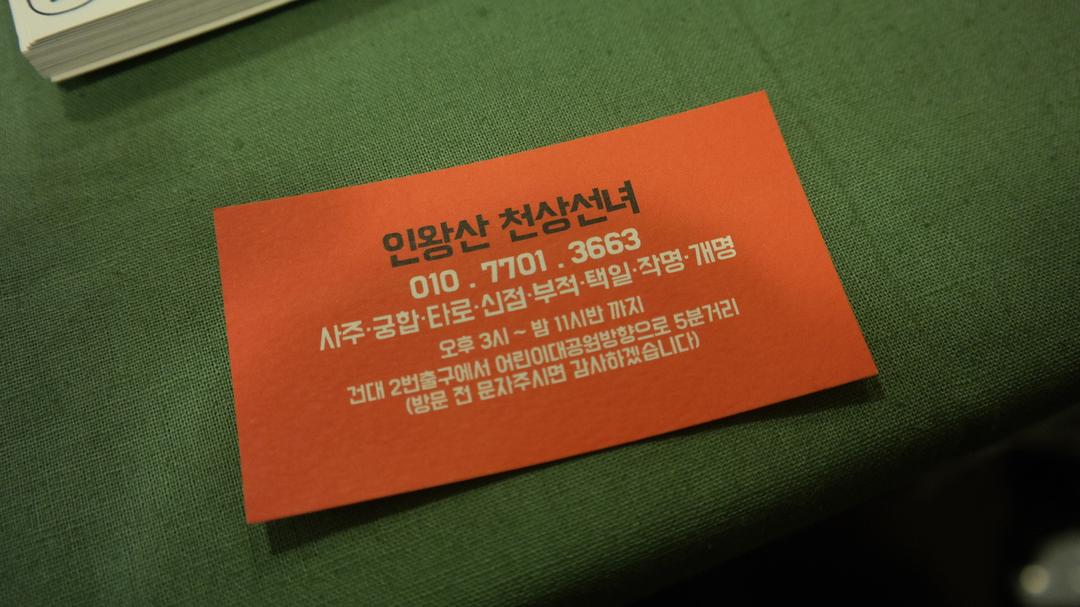 인왕산 천상선녀
010 . 7701 . 3663
사주·궁합·타로·신점·부적·택일·작명·개명
오후 3시 ~ 밤 11시반 까지
건대 2번출구에서 어린이대공원방향으로 5분거리
(방문 전 문자주시면 감사하겠습니다)